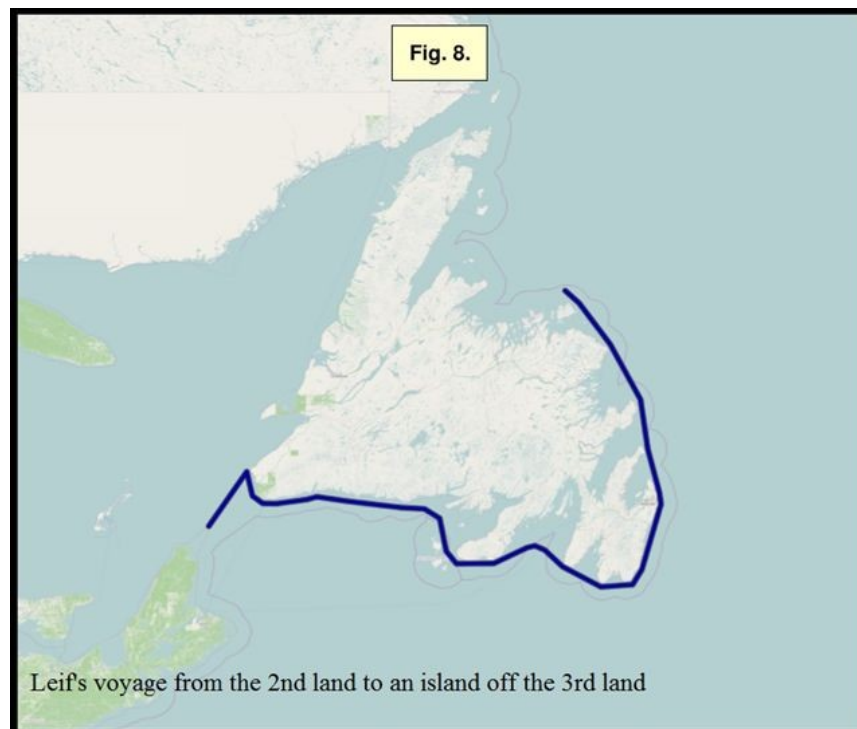 Fig. 8.
Leif's voyage from the 2nd land to an island off the 3rd land